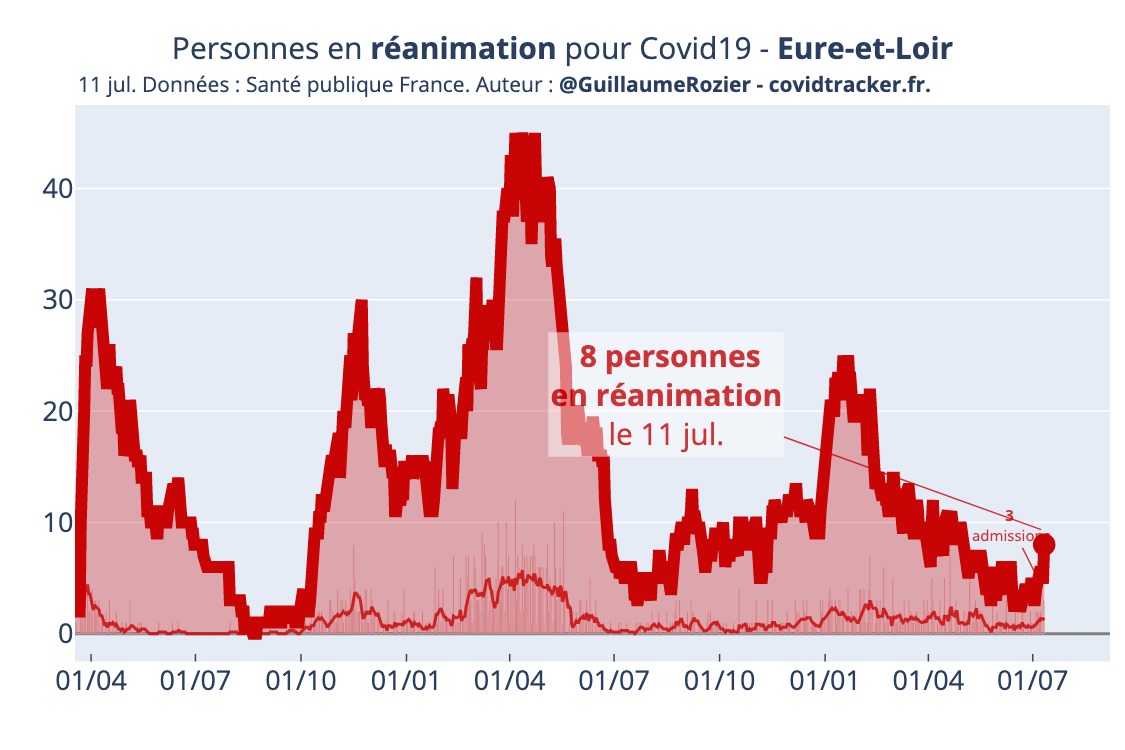 Personnes en réanimation pour Covid19 - Eure-et-Loir
11 jul. Données : Santé publique France. Auteur : @GuillaumeRozier - covidtracker.fr.
40
30
20
10
0
8 personnes
en réanimation
le 11 jul.
3
admission
01/04 01/07 01/10 01/01 01/04 01/07 01/10 01/01 01/04 01/07